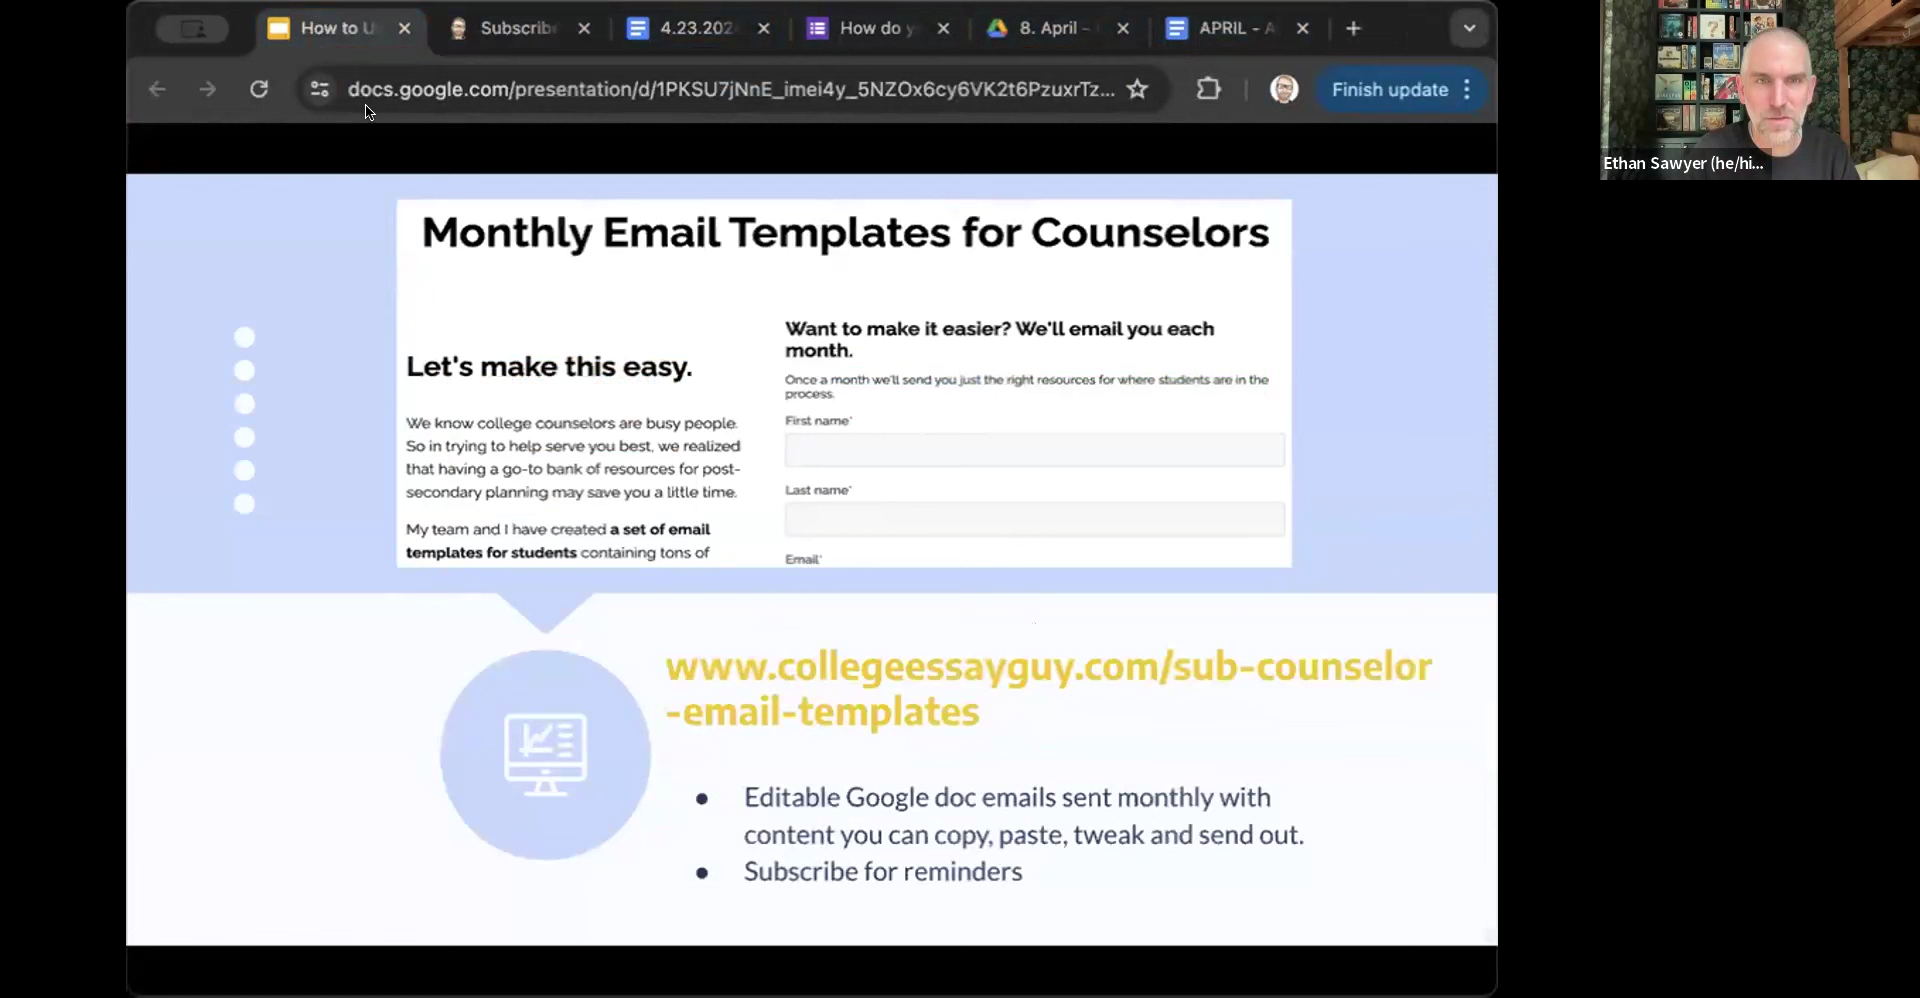 How to U
Subscrib
4.23.202
How do y
8. April -
APRIL - A
docs.google.com/presentation/d/1PKSU7jNnE_imei4y_5NZOx6cy6VK2t6PzuxrTz...
Finish update
Ethan Sawyer (he/hi...
Monthly Email Templates for Counselors
Let's make this easy.
We know college counselors are busy people.
So in trying to help serve you best, we realized
that having a go-to bank of resources for post-
secondary planning may save you a little time.
My team and I have created a set of email
templates for students containing tons of
Want to make it easier? We'll email you each
month.
Once a month we'll send you just the right resources for where students are in the
process.
First name*
Last name*
Email*
www.collegeessayguy.com/sub-counselor
-email-templates
● Editable Google doc emails sent monthly with
content you can copy, paste, tweak and send out.
● Subscribe for reminders